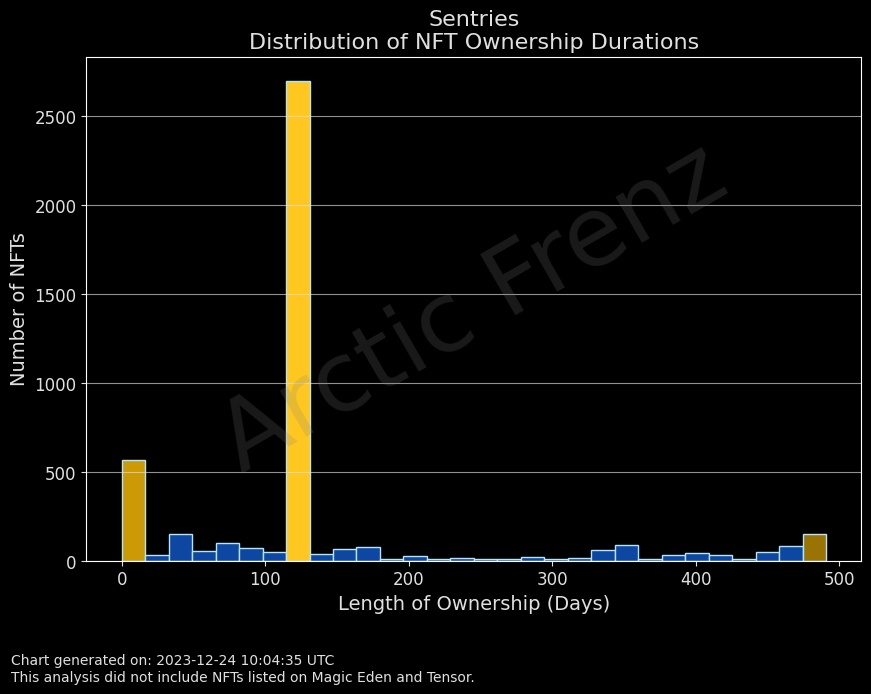 Sentries
Distribution of NFT Ownership Durations
Number of NFTs
2500
2000
1500
1000
500
0
Arctic Frenz
0 100 200 300 400 500
Length of Ownership (Days)
Chart generated on: 2023-12-24 10:04:35 UTC
This analysis did not include NFTs listed on Magic Eden and Tensor.